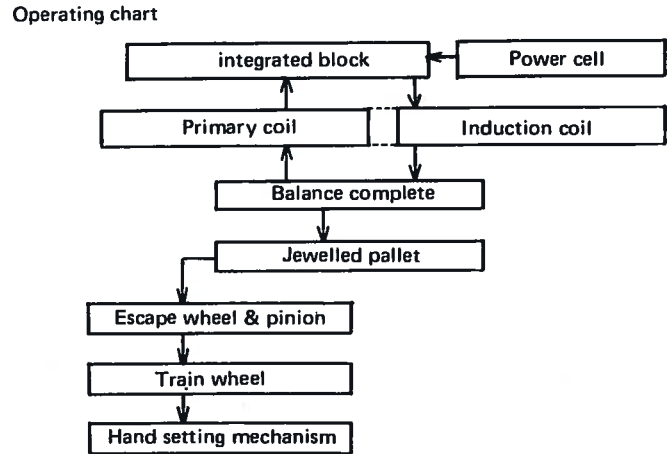 Operating chart
integrated block
Power cell
Primary coil
Induction coil
Balance complete
Jewelled pallet
Escape wheel & pinion
Train wheel
Hand setting mechanism